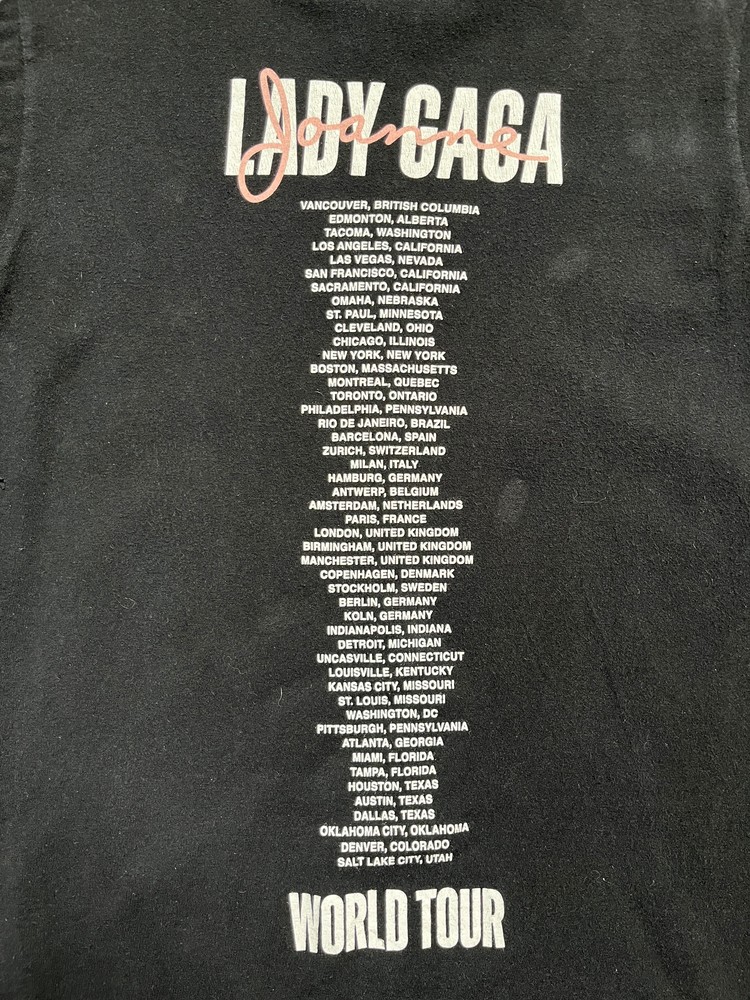 LADY GAGA
Joanne
VANCOUVER, BRITISH COLUMBIA
EDMONTON, ALBERTA
TACOMA, WASHINGTON
LOS ANGELES, CALIFORNIA
LAS VEGAS, NEVADA
SAN FRANCISCO, CALIFORNIA
SACRAMENTO, CALIFORNIA
OMAHA, NEBRASKA
ST. PAUL, MINNESOTA
CLEVELAND, OHIO
CHICAGO, ILLINOIS
NEW YORK, NEW YORK
BOSTON, MASSACHUSETTS
MONTREAL, QUEBEC
TORONTO, ONTARIO
PHILADELPHIA, PENNSYLVANIA
RIO DE JANEIRO, BRAZIL
BARCELONA, SPAIN
ZURICH, SWITZERLAND
MILAN, ITALY
HAMBURG, GERMANY
ANTWERP, BELGIUM
AMSTERDAM, NETHERLANDS
PARIS, FRANCE
LONDON, UNITED KINGDOM
BIRMINGHAM, UNITED KINGDOM
MANCHESTER, UNITED KINGDOM
COPENHAGEN, DENMARK
STOCKHOLM, SWEDEN
BERLIN, GERMANY
KOLN, GERMANY
INDIANAPOLIS, INDIANA
DETROIT, MICHIGAN
UNCASVILLE, CONNECTICUT
LOUISVILLE, KENTUCKY
KANSAS CITY, MISSOURI
ST. LOUIS, MISSOURI
WASHINGTON, DC
PITTSBURGH, PENNSYLVANIA
ATLANTA, GEORGIA
MIAMI, FLORIDA
TAMPA, FLORIDA
HOUSTON, TEXAS
AUSTIN, TEXAS
DALLAS, TEXAS
OKLAHOMA CITY, OKLAHOMA
DENVER, COLORADO
SALT LAKE CITY, UTAH
WORLD TOUR